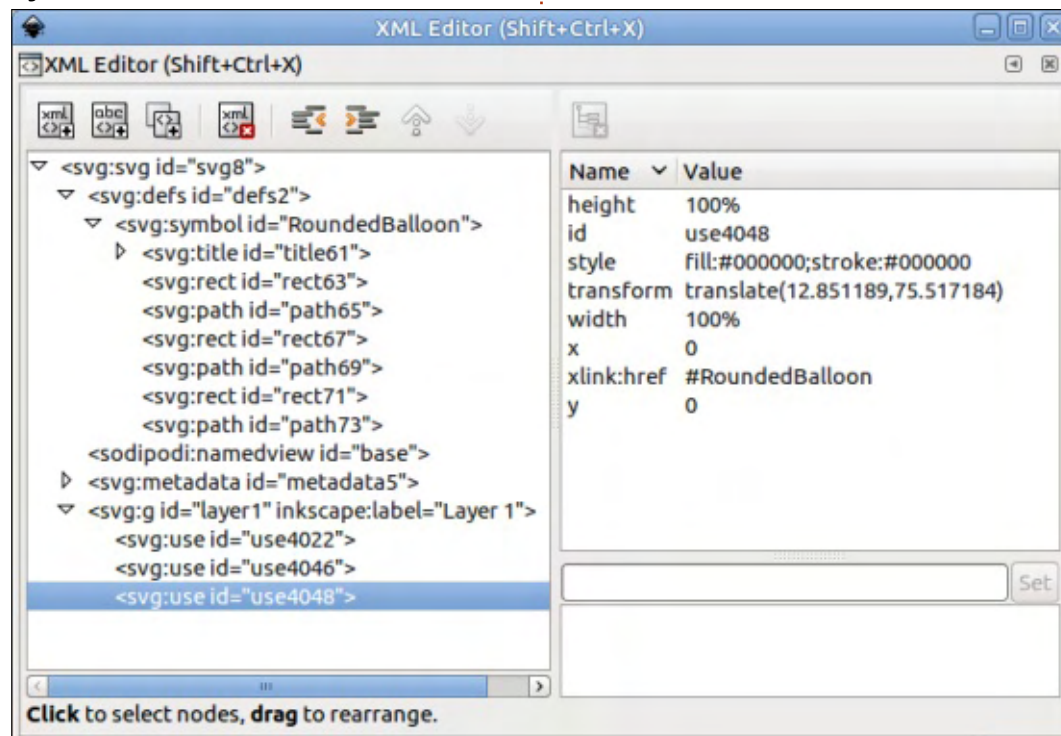 XML Editor (Shift+Ctrl+X)
XML Editor (Shift+Ctrl+X)
<svg:svg id="svg8">
<svg:defs id="defs2">
<svg:symbol id="RoundedBalloon">
<svg:title id="title61">
<svg:rect id="rect63">
<svg:path id="path65">
<svg:rect id="rect67">
<svg:path id="path69">
<svg:rect id="rect71">
<svg:path id="path73">
<sodipodi:namedview id="base">
<svg:metadata id="metadata5">
<svg:g id="layer1" inkscape:label="Layer 1">
<svg:use id="use4022">
<svg:use id="use4046">
<svg:use id="use4048">
Name Value
height 100%
id use4048
style fill:#000000;stroke:#000000
transform translate(12.851189,75.517184)
width 100%
x 0
xlink:href #RoundedBalloon
y 0
Set
Click to select nodes, drag to rearrange.